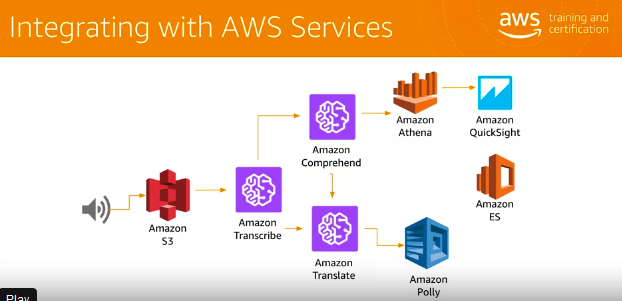 Integrating with AWS Services
aws
training and
certification
Amazon
Athena
Amazon
QuickSight
Amazon
Comprehend
Amazon
ES
Amazon
S3
Amazon
Transcribe
Amazon
Translate
Amazon
Polly
Play